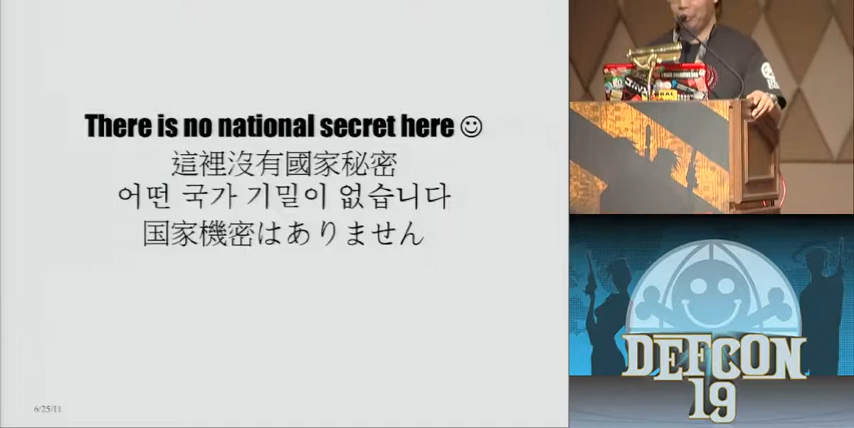 There is no national secret here ☺
這裡沒有國家秘密
어떤 국가 기밀이 없습니다
国家機密はありません
6/25/11
DEFCON
19